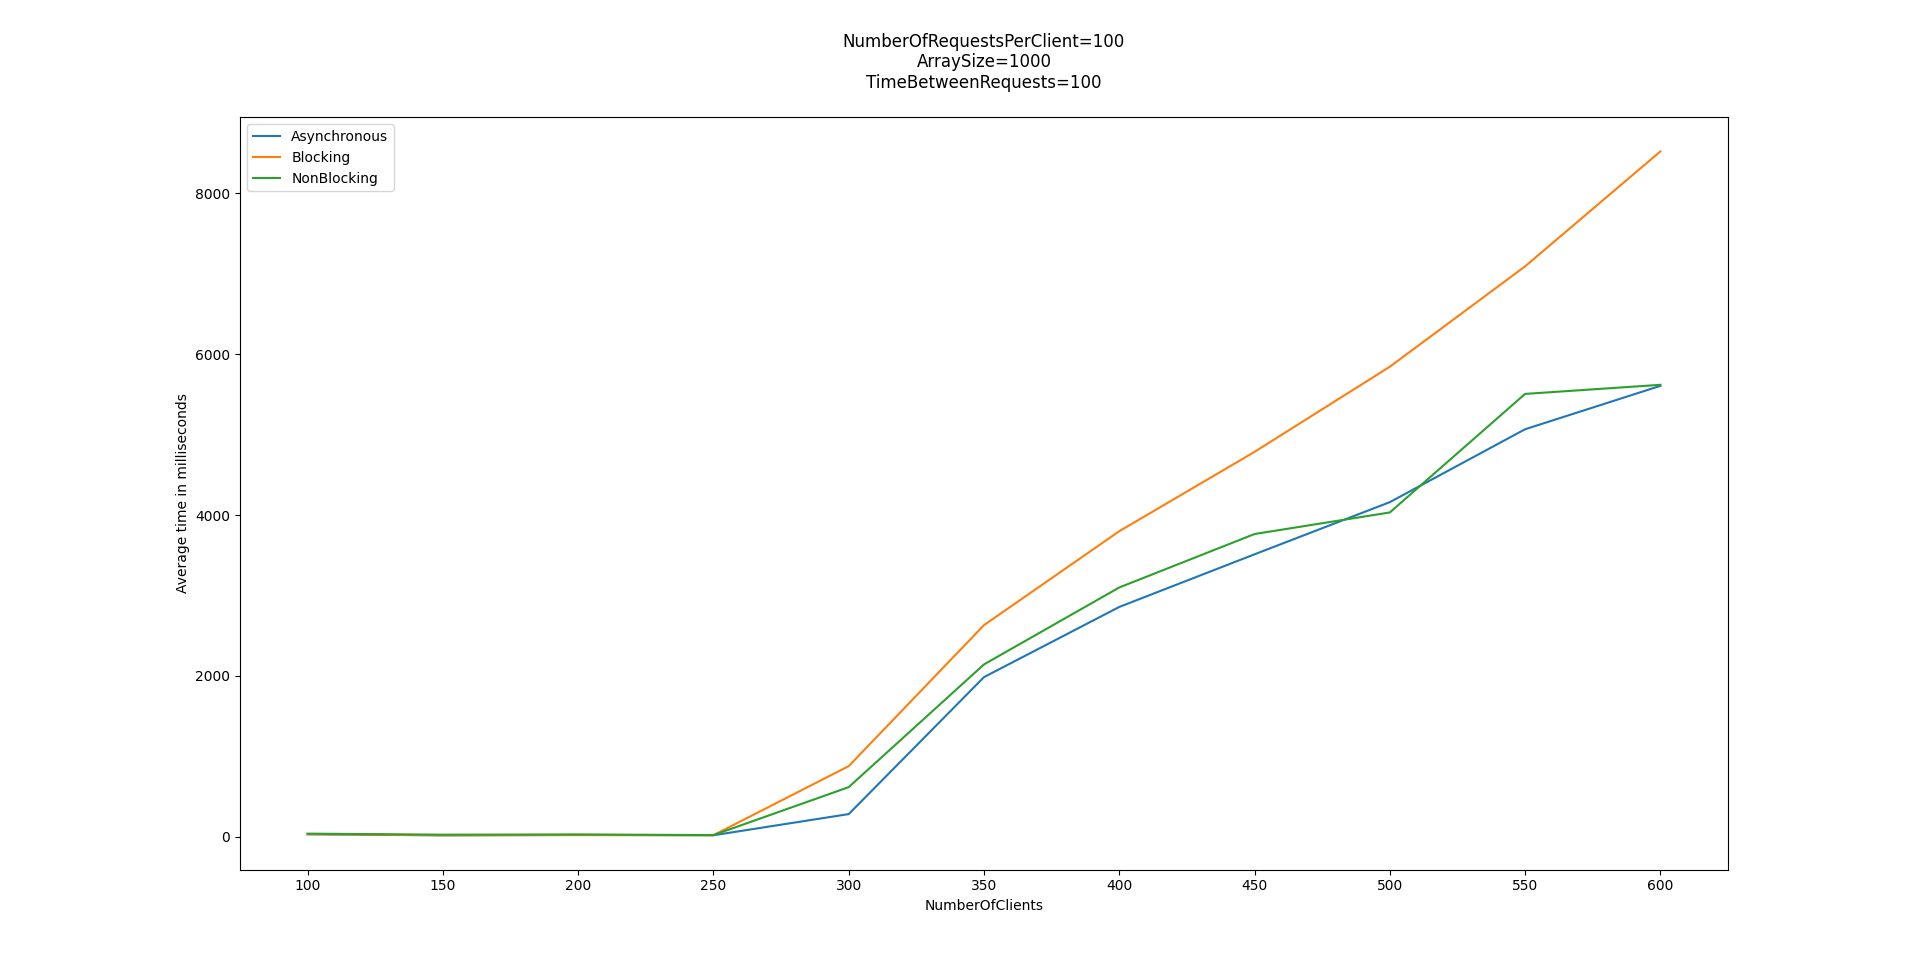 NumberOfRequestsPerClient=100
ArraySize=1000
TimeBetweenRequests=100
Asynchronous
Blocking
NonBlocking
8000
6000
4000
2000
0
Average time in milliseconds
100 150 200 250 300 350 400 450 500 550 600
NumberOfClients